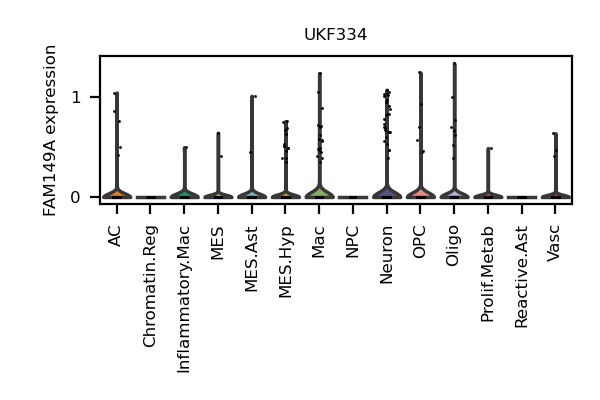 UKF334
FAM149A expression
1
0
AC
Chromatin.Reg
Inflammatory.Mac
MES
MES.Ast
MES.Hyp
Mac
NPC
Neuron
OPC
Oligo
Prolif.Metab
Reactive.Ast
Vasc